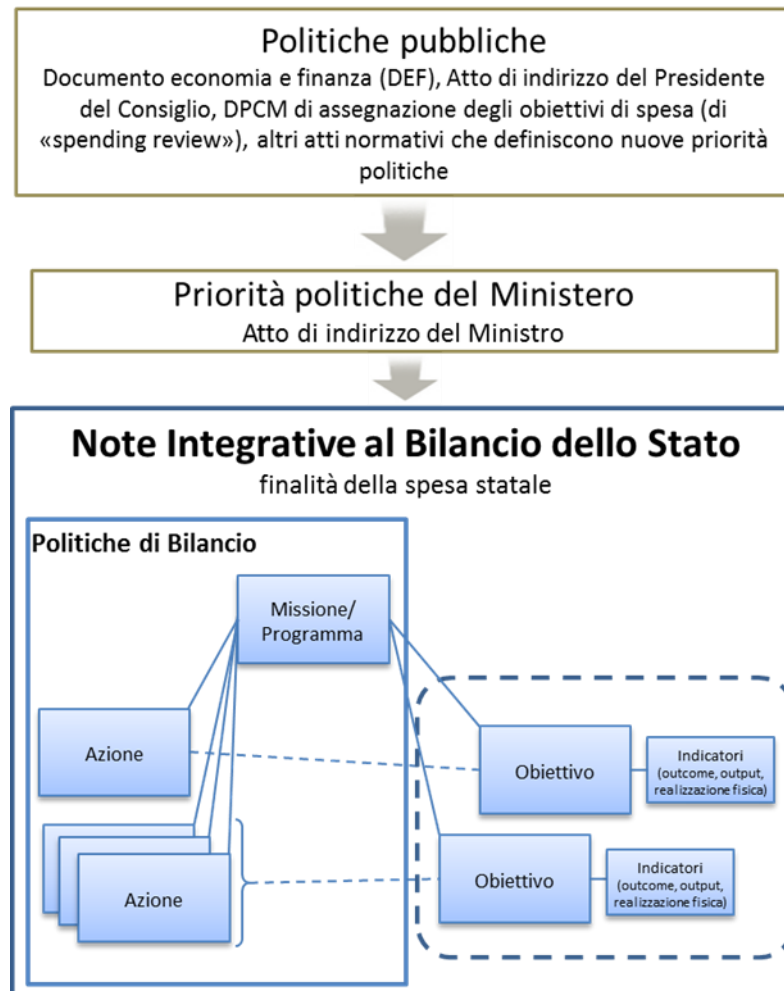 Politiche pubbliche
Documento economia e finanza (DEF), Atto di indirizzo del Presidente
del Consiglio, DPCM di assegnazione degli obiettivi di spesa (di
«spending review»), altri atti normativi che definiscono nuove priorità
politiche
Priorità politiche del Ministero
Atto di indirizzo del Ministro
Note Integrative al Bilancio dello Stato
finalità della spesa statale
Politiche di Bilancio
Missione/
Programma
Azione
Obiettivo
Indicatori
(outcome, output,
realizzazione fisica)
Azione
Obiettivo
Indicatori
(outcome, output,
realizzazione fisica)